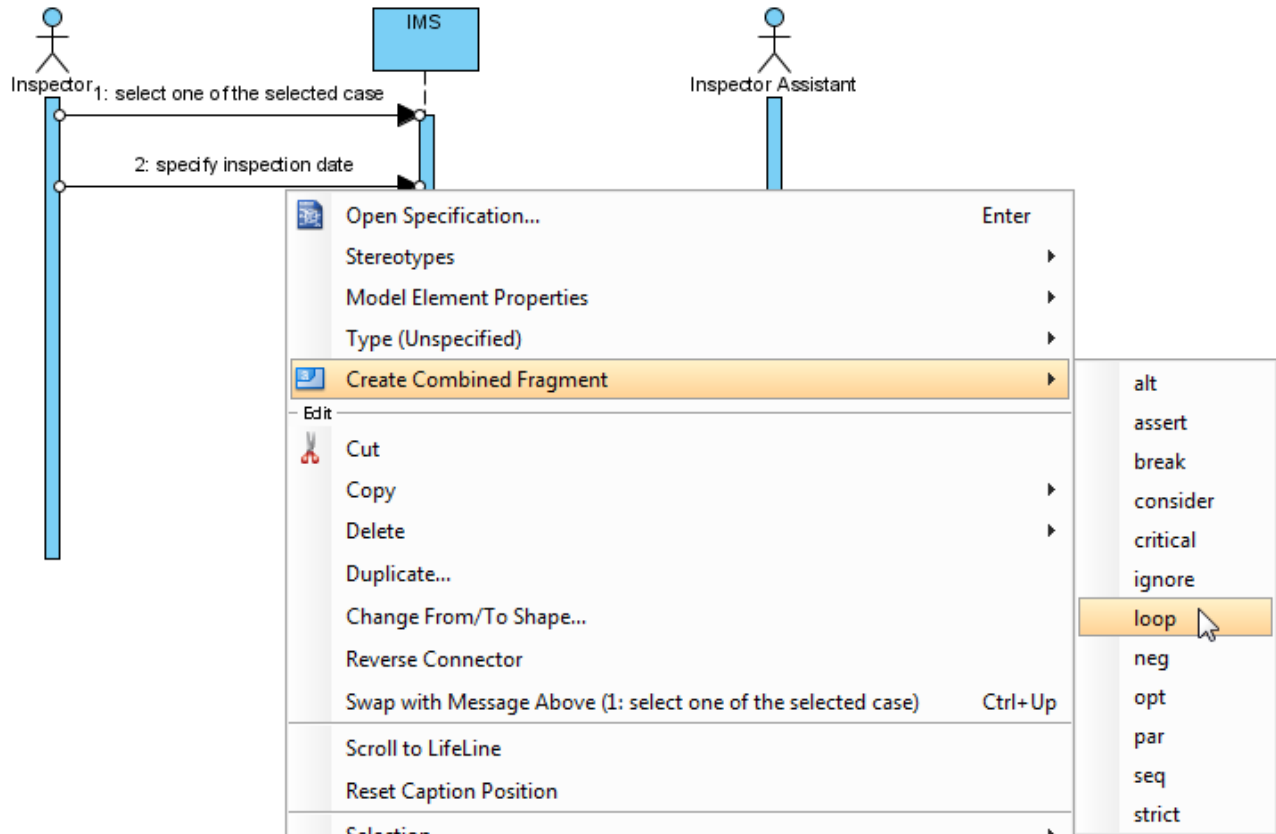 IMS
Inspector
Inspector Assistant
1: select one of the selected case
2: specify inspection date
Open Specification... Enter
Stereotypes
Model Element Properties
Type (Unspecified)
Create Combined Fragment
Edit
Cut
Copy
Delete
Duplicate...
Change From/To Shape...
Reverse Connector
Swap with Message Above (1: select one of the selected case) Ctrl+Up
Scroll to LifeLine
Reset Caption Position
Selection
alt
assert
break
consider
critical
ignore
loop
neg
opt
par
seq
strict